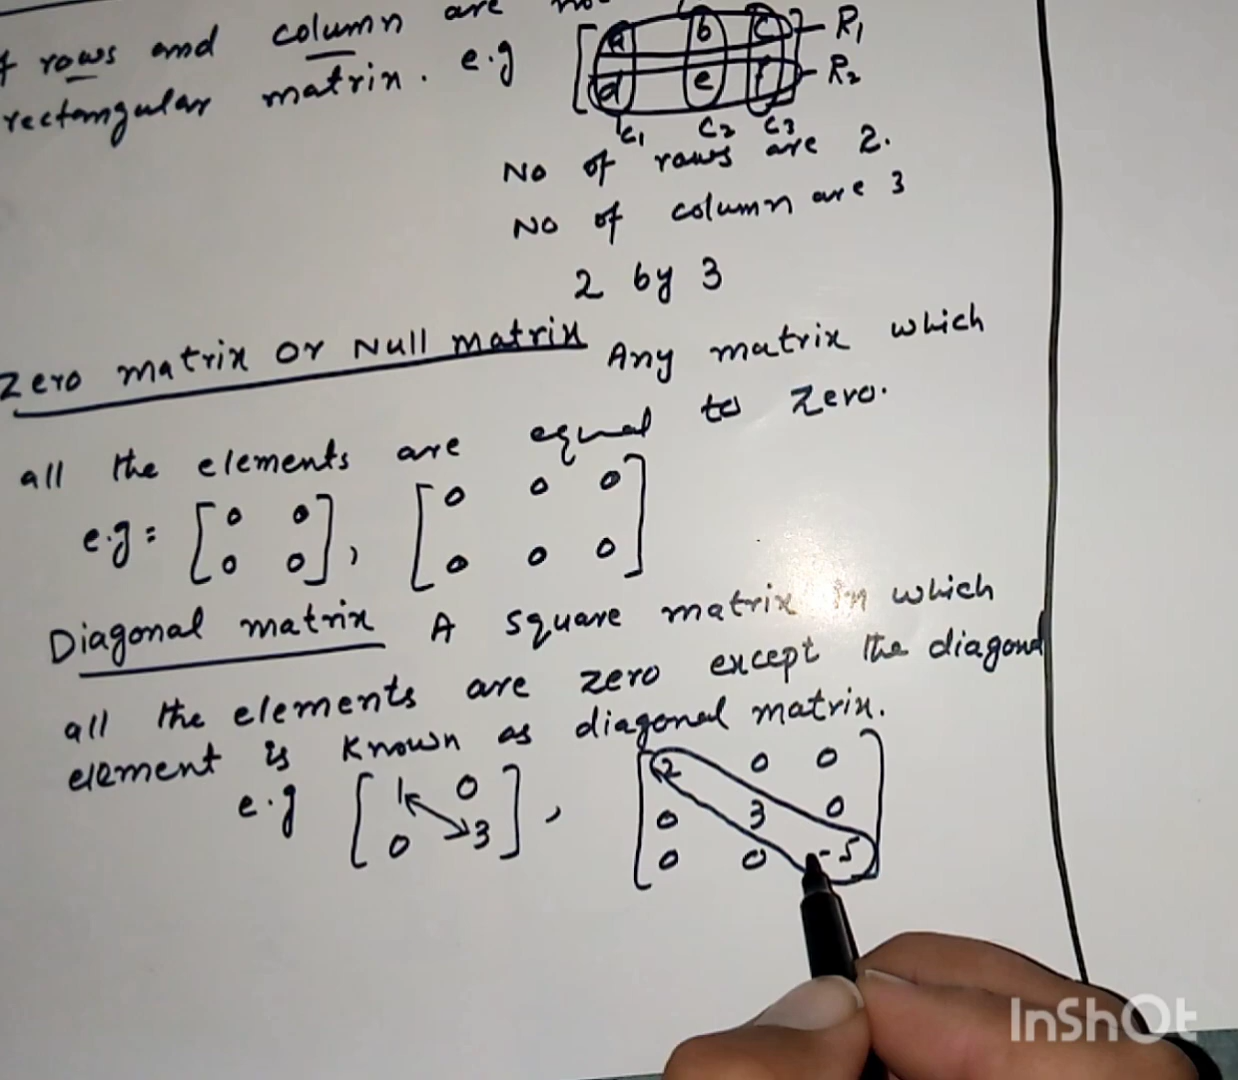 rows and column are
rectangular matrix. e.g [a b c R1
d e f] R2
C1 C2 C3
No of rows are 2.
No of column are 3
2 by 3
Zero matrix or Null matrix Any matrix which
all the elements are equal to zero.
e.g = [0 0
0 0], [0 0 0
0 0 0]
Diagonal matrix A square matrix in which
all the elements are zero except the diagonal
element is known as diagonal matrix.
e.g [1 0
0 3], [2 0 0
0 3 0
0 0 -5]
InShOt